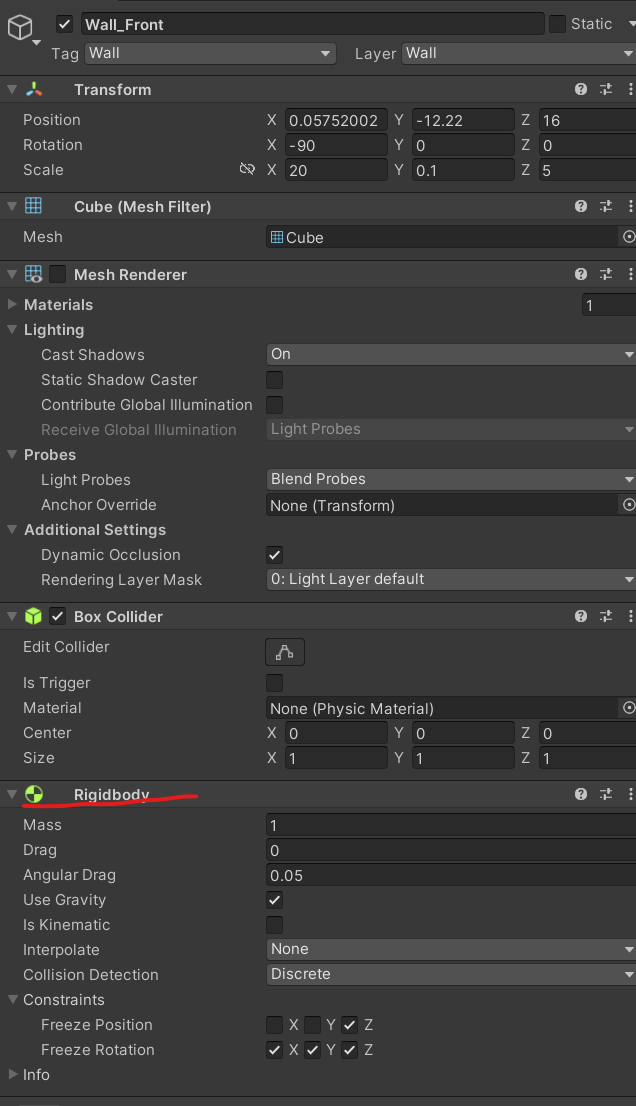 Wall_Front Static
Tag Wall Layer Wall
Transform
Position X 0.05752002 Y -12.22 Z 16
Rotation X -90 Y 0 Z 0
Scale X 20 Y 0.1 Z 5
Cube (Mesh Filter)
Mesh Cube
Mesh Renderer
Materials 1
Lighting
Cast Shadows On
Static Shadow Caster
Contribute Global Illumination
Receive Global Illumination Light Probes
Probes
Light Probes Blend Probes
Anchor Override None (Transform)
Additional Settings
Dynamic Occlusion
Rendering Layer Mask 0: Light Layer default
Box Collider
Edit Collider
Is Trigger
Material None (Physic Material)
Center X 0 Y 0 Z 0
Size X 1 Y 1 Z 1
Rigidbody
Mass 1
Drag 0
Angular Drag 0.05
Use Gravity
Is Kinematic
Interpolate None
Collision Detection Discrete
Constraints
Freeze Position X Y Z
Freeze Rotation X Y Z
Info